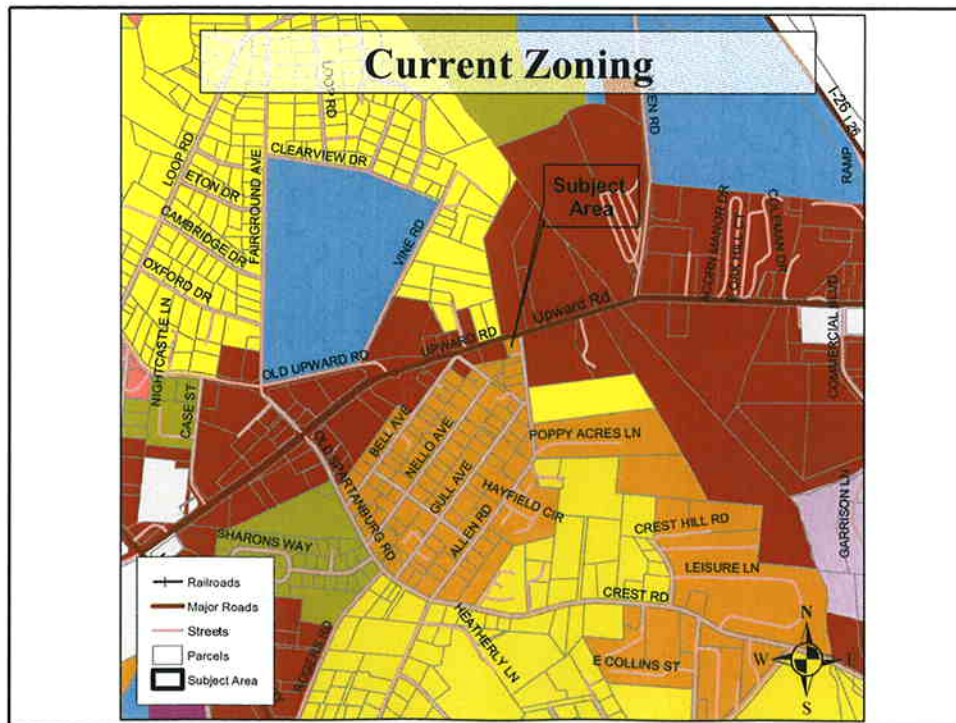 Current Zoning
LOOP RD
I-26 I 26
RAMP
LOOP RD
CLEARVIEW DR
ETON DR
FAIRGROUND AVE
CAMBRIDGE DR
OXFORD DR
VINE RD
Subject
Area
ACORN MANOR DR
COLEMAN DR
NIGHTCASTLE LN
CASE ST
OLD UPWARD RD
UPWARD RD
Upward Rd
COMMERCIAL BLVD
BELL AVE
NELLO AVE
GULL AVE
OLD SPARTANBURG RD
POPPY ACRES LN
HAYFIELD CIR
ALLEN RD
CREST HILL RD
GARRISON LN
SHARONS WAY
LEISURE LN
CREST RD
HEATHERLY LN
E COLLINS ST
Railroads
Major Roads
Streets
Parcels
Subject Area
N
W
S